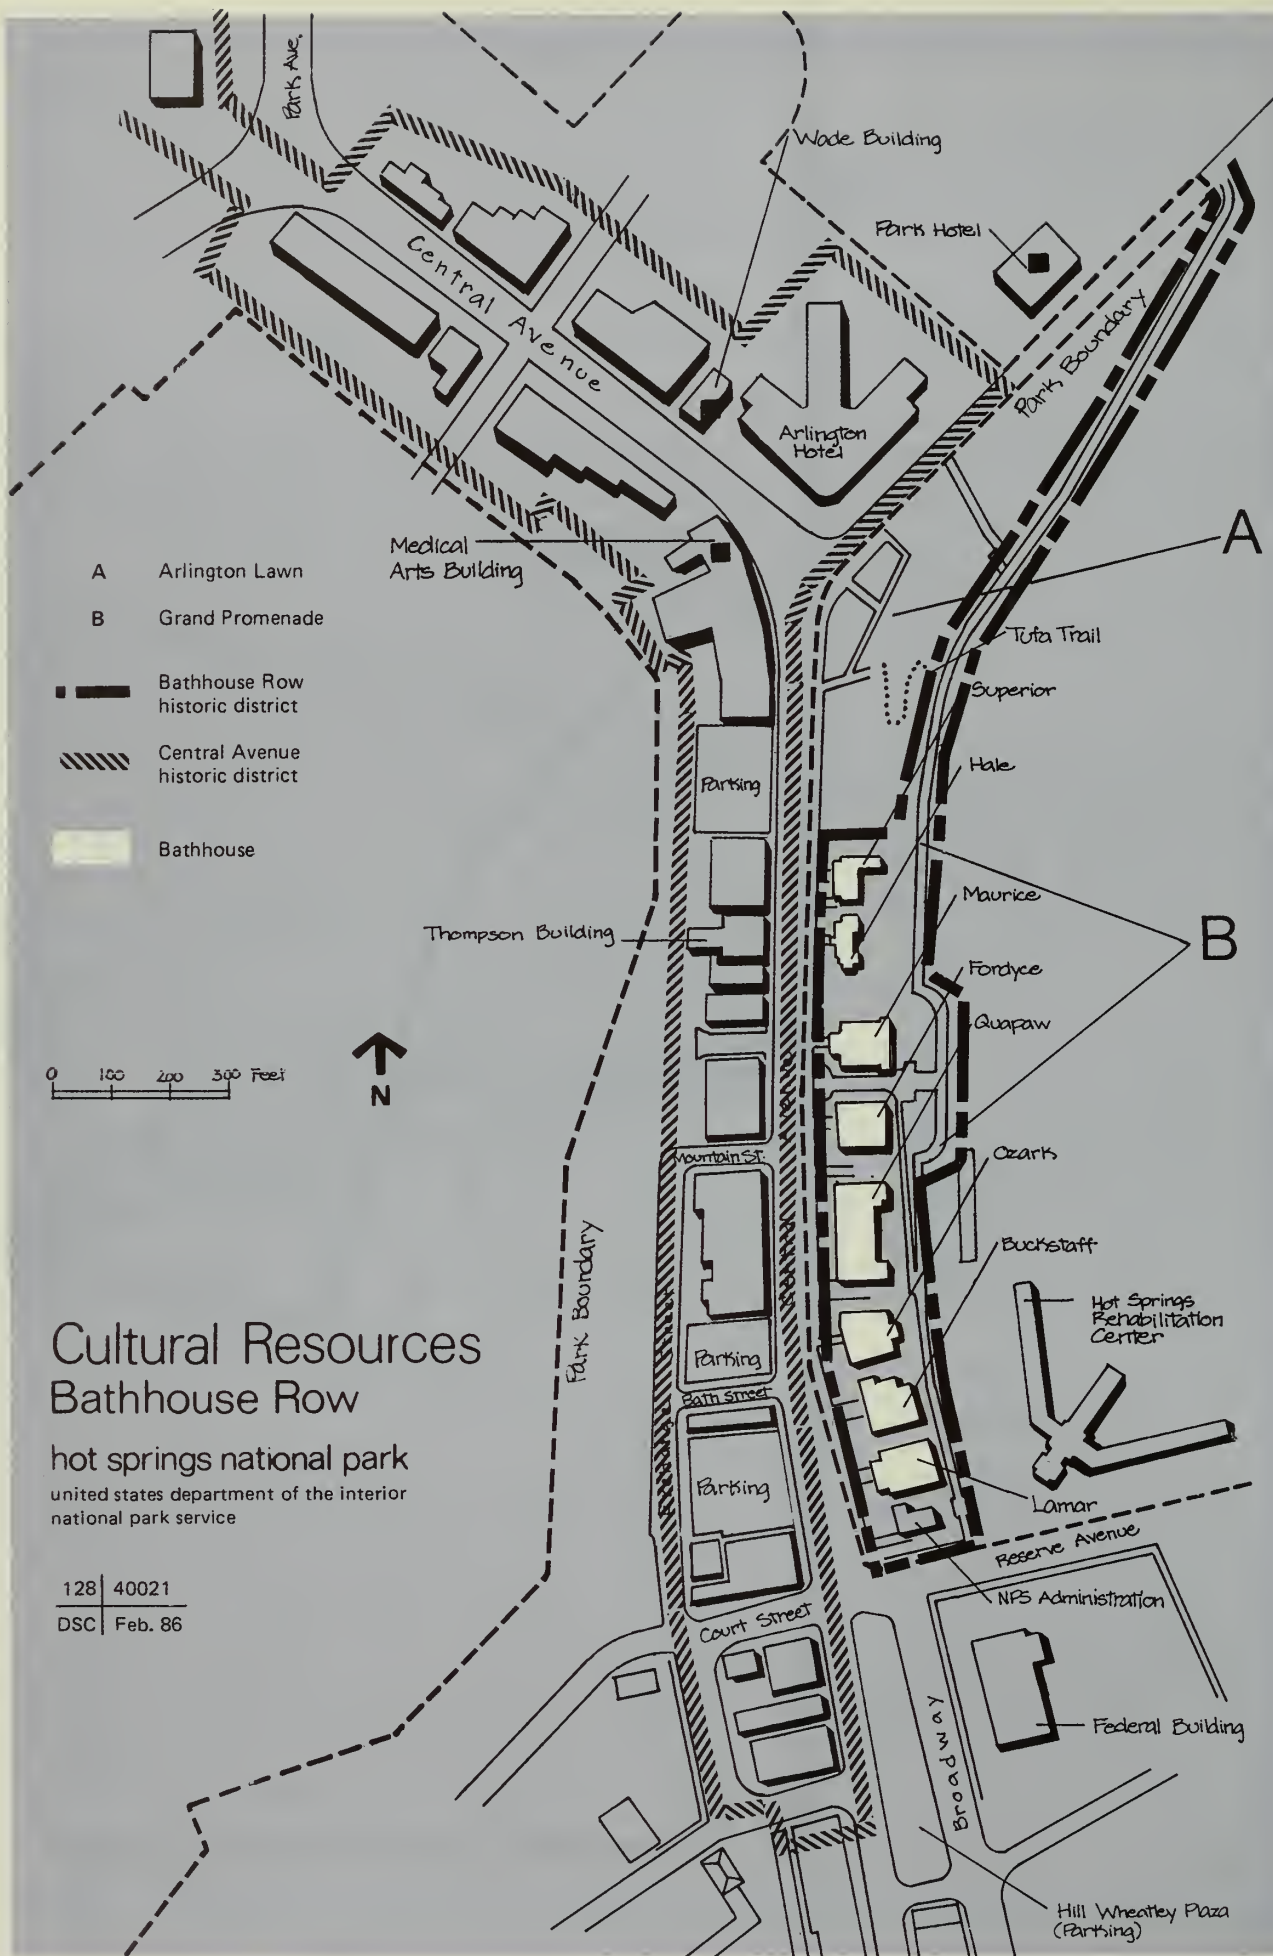 Park Ave.
Wade Building
Park Hotel
Central Avenue
Park Boundary
Arlington
Hotel
Medical
Arts Building
A
A Arlington Lawn
B Grand Promenade
Tufa Trail
Bathhouse Row
historic district
Superior
Central Avenue
historic district
Hale
Parking
Bathhouse
Maurice
Thompson Building
B
Fordyce
Quapaw
0 100 200 300 Feet
N
Mountain St.
Ozark
Park Boundary
Buckstaff
Hot Springs
Rehabilitation
Center
Cultural Resources
Bathhouse Row
Parking
Bath Street
hot springs national park
united states department of the interior
national park service
Parking
Lamar
Reserve Avenue
NPS Administration
128 40021
DSC Feb. 86
Court Street
Broadway
Federal Building
Hill Wheatley Plaza
(Parking)